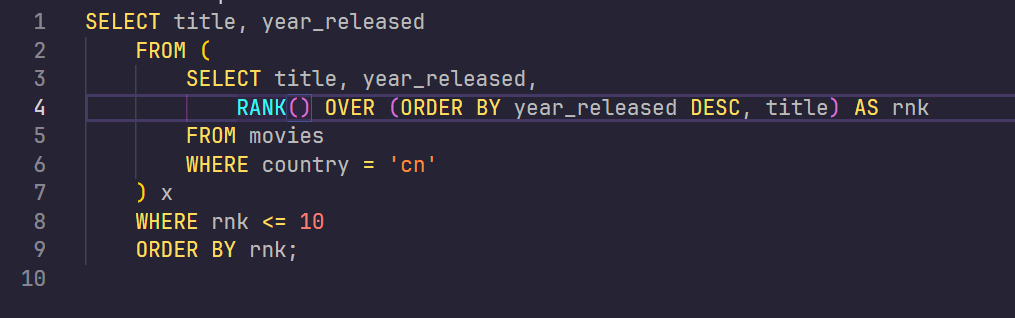 1 SELECT title, year_released
2 FROM (
3 SELECT title, year_released,
4 RANK() OVER (ORDER BY year_released DESC, title) AS rnk
5 FROM movies
6 WHERE country = 'cn'
7 ) x
8 WHERE rnk <= 10
9 ORDER BY rnk;
10